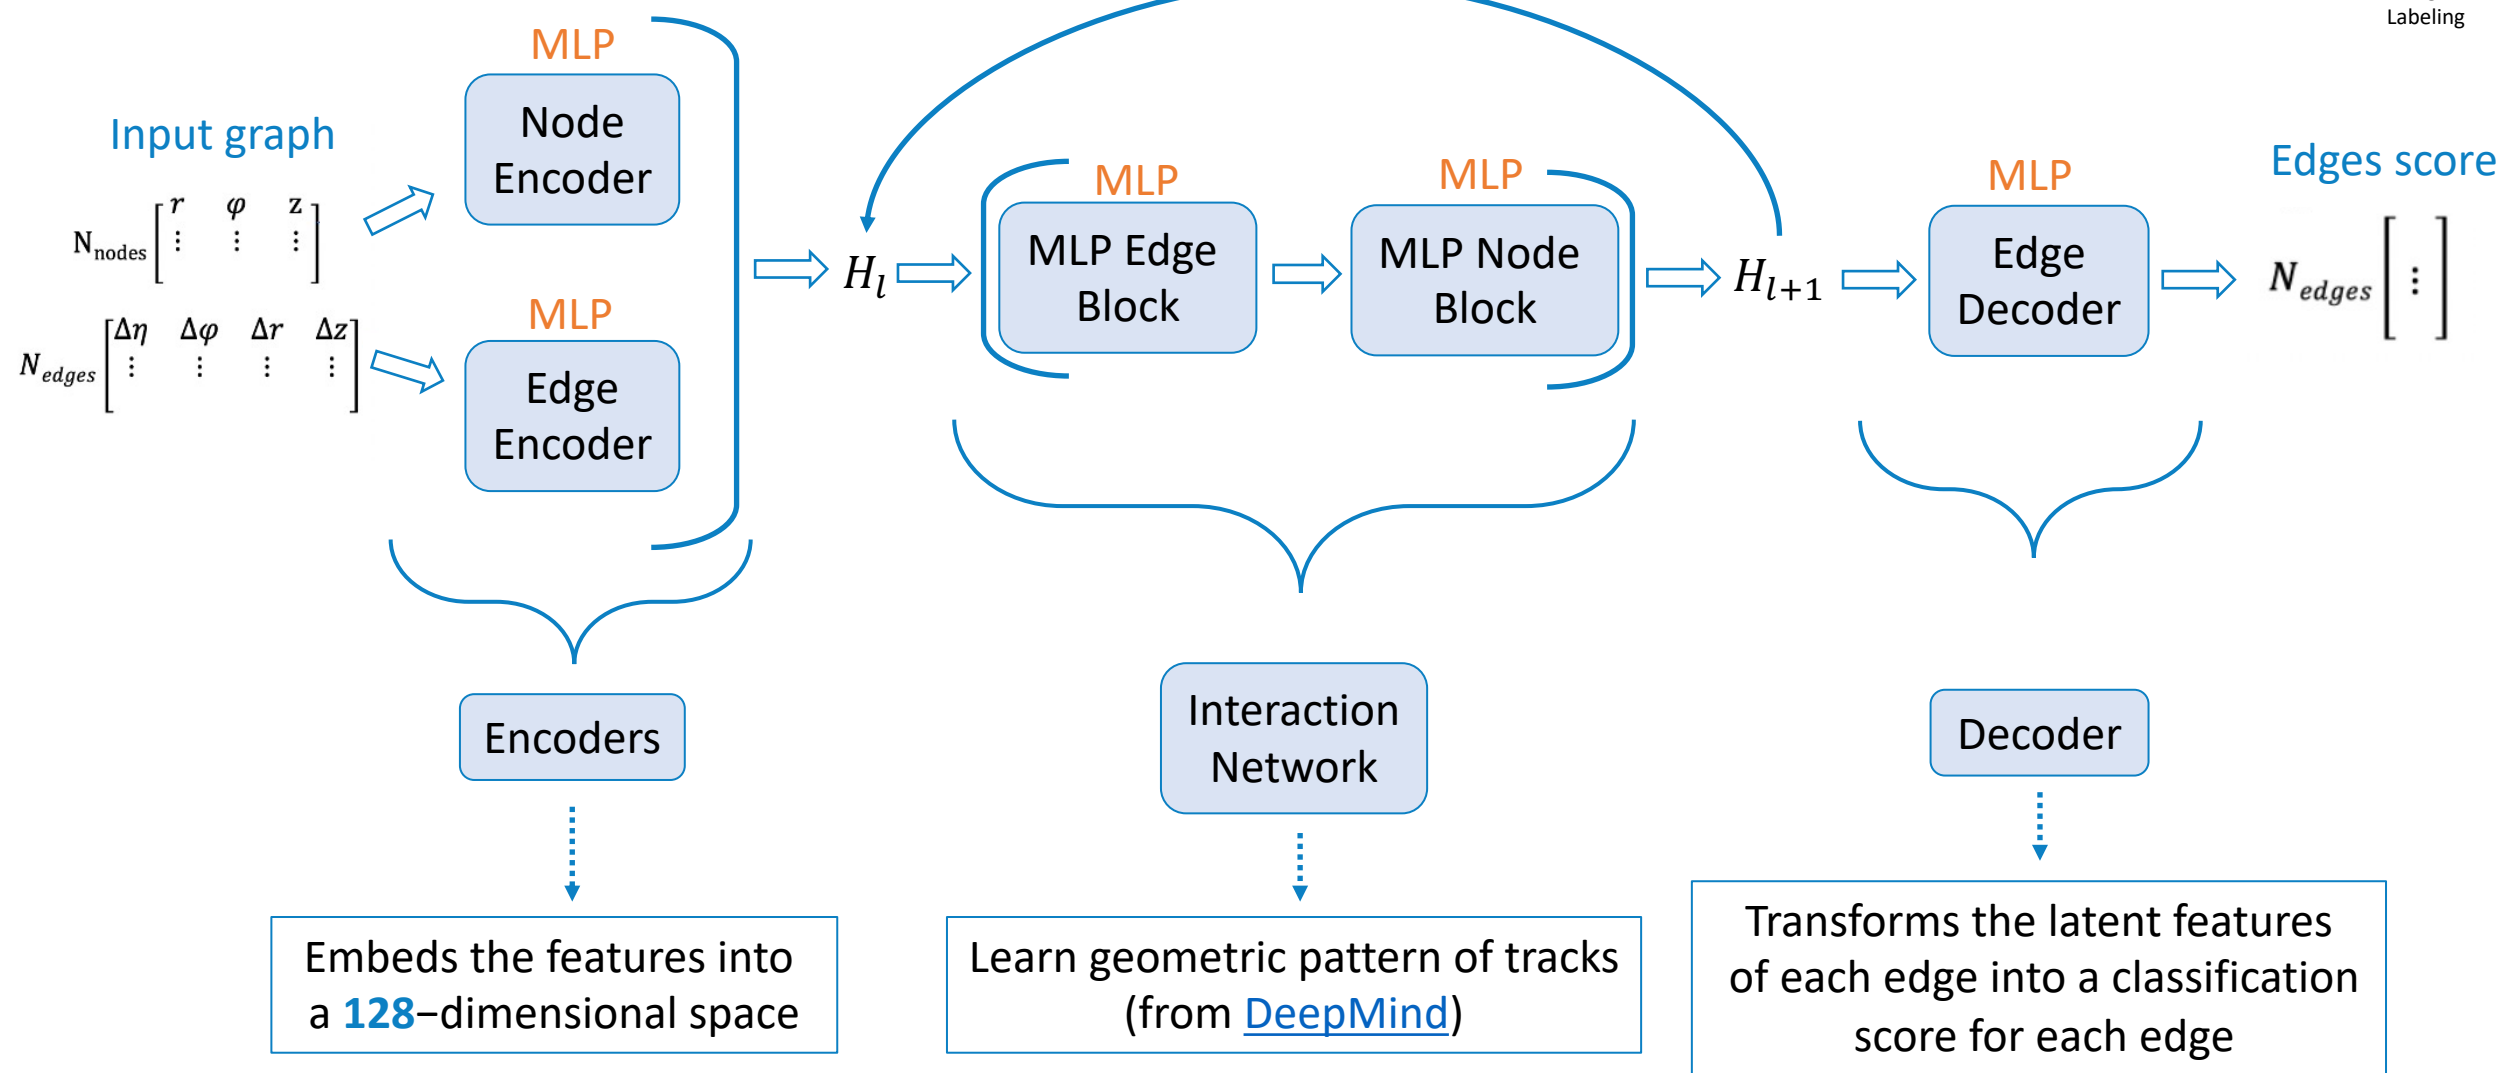 Labeling
MLP
Node
Encoder
Input graph
N_nodes [ r φ z ]
⋮ ⋮ ⋮
MLP
N_edges [ Δη Δφ Δr Δz ]
⋮ ⋮ ⋮ ⋮
Edge
Encoder
H_l
MLP
MLP Edge
Block
MLP
MLP Node
Block
H_{l+1}
MLP
Edge
Decoder
Edges score
N_edges [ ⋮ ]
Encoders
Interaction
Network
Decoder
Embeds the features into
a 128–dimensional space
Learn geometric pattern of tracks
(from DeepMind)
Transforms the latent features
of each edge into a classification
score for each edge